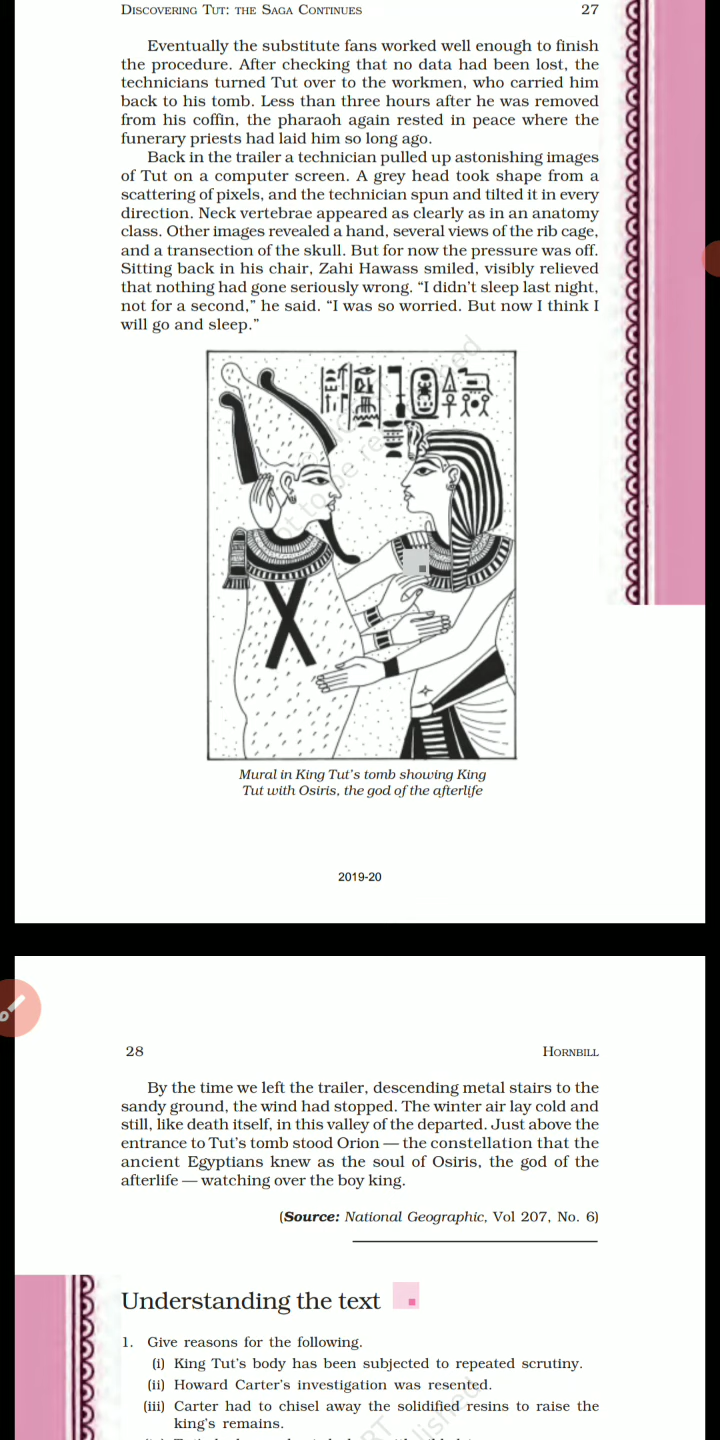 DISCOVERING TUT: THE SAGA CONTINUES 27
Eventually the substitute fans worked well enough to finish
the procedure. After checking that no data had been lost, the
technicians turned Tut over to the workmen, who carried him
back to his tomb. Less than three hours after he was removed
from his coffin, the pharaoh again rested in peace where the
funerary priests had laid him so long ago.
Back in the trailer a technician pulled up astonishing images
of Tut on a computer screen. A grey head took shape from a
scattering of pixels, and the technician spun and tilted it in every
direction. Neck vertebrae appeared as clearly as in an anatomy
class. Other images revealed a hand, several views of the rib cage,
and a transection of the skull. But for now the pressure was off.
Sitting back in his chair, Zahi Hawass smiled, visibly relieved
that nothing had gone seriously wrong. “I didn’t sleep last night,
not for a second,” he said. “I was so worried. But now I think I
will go and sleep.”
Mural in King Tut’s tomb showing King
Tut with Osiris, the god of the afterlife
2019-20
28 HORNBILL
By the time we left the trailer, descending metal stairs to the
sandy ground, the wind had stopped. The winter air lay cold and
still, like death itself, in this valley of the departed. Just above the
entrance to Tut’s tomb stood Orion — the constellation that the
ancient Egyptians knew as the soul of Osiris, the god of the
afterlife — watching over the boy king.
(Source: National Geographic, Vol 207, No. 6)
Understanding the text
1. Give reasons for the following.
(i) King Tut’s body has been subjected to repeated scrutiny.
(ii) Howard Carter’s investigation was resented.
(iii) Carter had to chisel away the solidified resins to raise the
king’s remains.